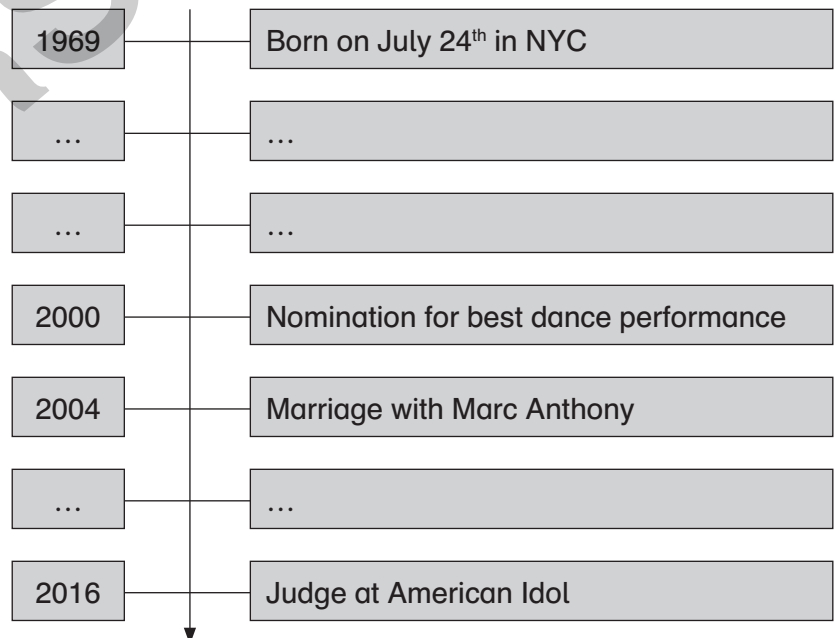 1969 Born on July 24th in NYC
… …
… …
2000 Nomination for best dance performance
2004 Marriage with Marc Anthony
… …
2016 Judge at American Idol